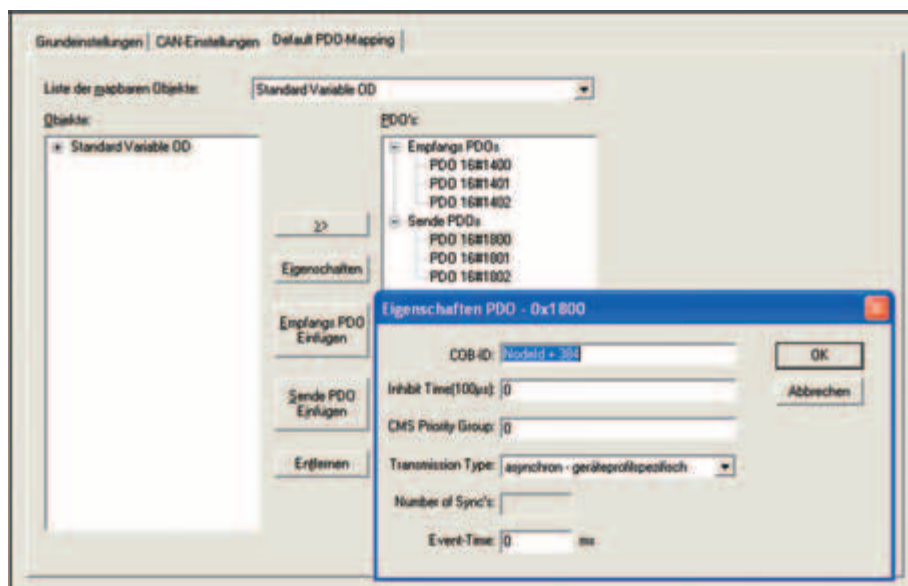 Grundeinstellungen CAN-Einstellungen Default PDO-Mapping
Liste der mapbaren Objekte: Standard Variable OD
Objekte:
Standard Variable OD
>>
Eigenschaften
Empfangs PDO
Einfügen
Sende PDO
Einfügen
Entfernen
PDO's:
Empfangs PDOs
PDO 16#1400
PDO 16#1401
PDO 16#1402
Sende PDOs
PDO 16#1800
PDO 16#1801
PDO 16#1802
Eigenschaften PDO - 0x1800
COB-ID: NodeId + 384
Inhibit Time(100µs): 0
CMS Priority Group: 0
Transmission Type: asynchron - geräteprofilspezifisch
Number of Sync's:
Event-Time: 0 ms
OK
Abbrechen